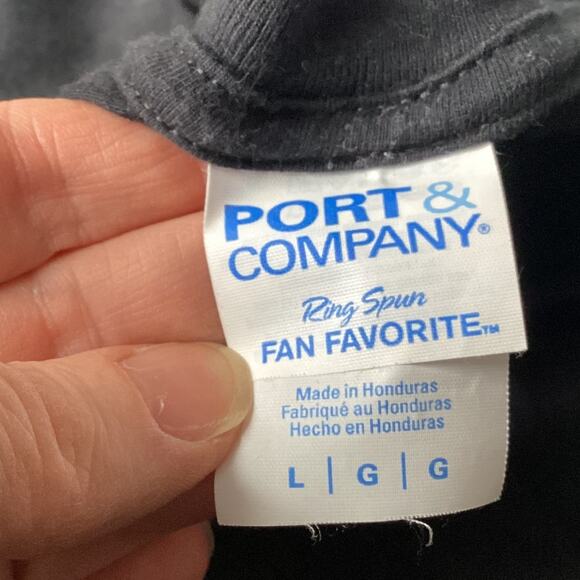 PORT &
COMPANY®
Ring Spun
FAN FAVORITE™
Made in Honduras
Fabriqué au Honduras
Hecho en Honduras
L | G | G